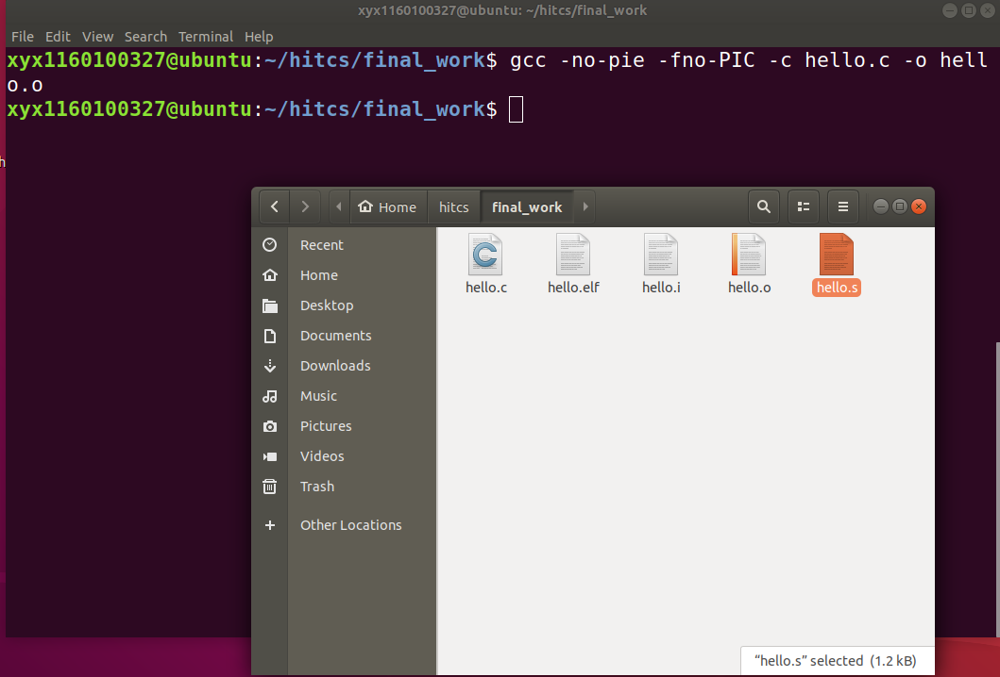 xyx1160100327@ubuntu: ~/hitcs/final_work
File Edit View Search Terminal Help
xyx1160100327@ubuntu:~/hitcs/final_work$ gcc -no-pie -fno-PIC -c hello.c -o hell
o.o
xyx1160100327@ubuntu:~/hitcs/final_work$
h
Home hitcs final_work
Recent
Home
Desktop
Documents
Downloads
Music
Pictures
Videos
Trash
Other Locations
hello.c hello.elf hello.i hello.o hello.s
“hello.s” selected (1.2 kB)